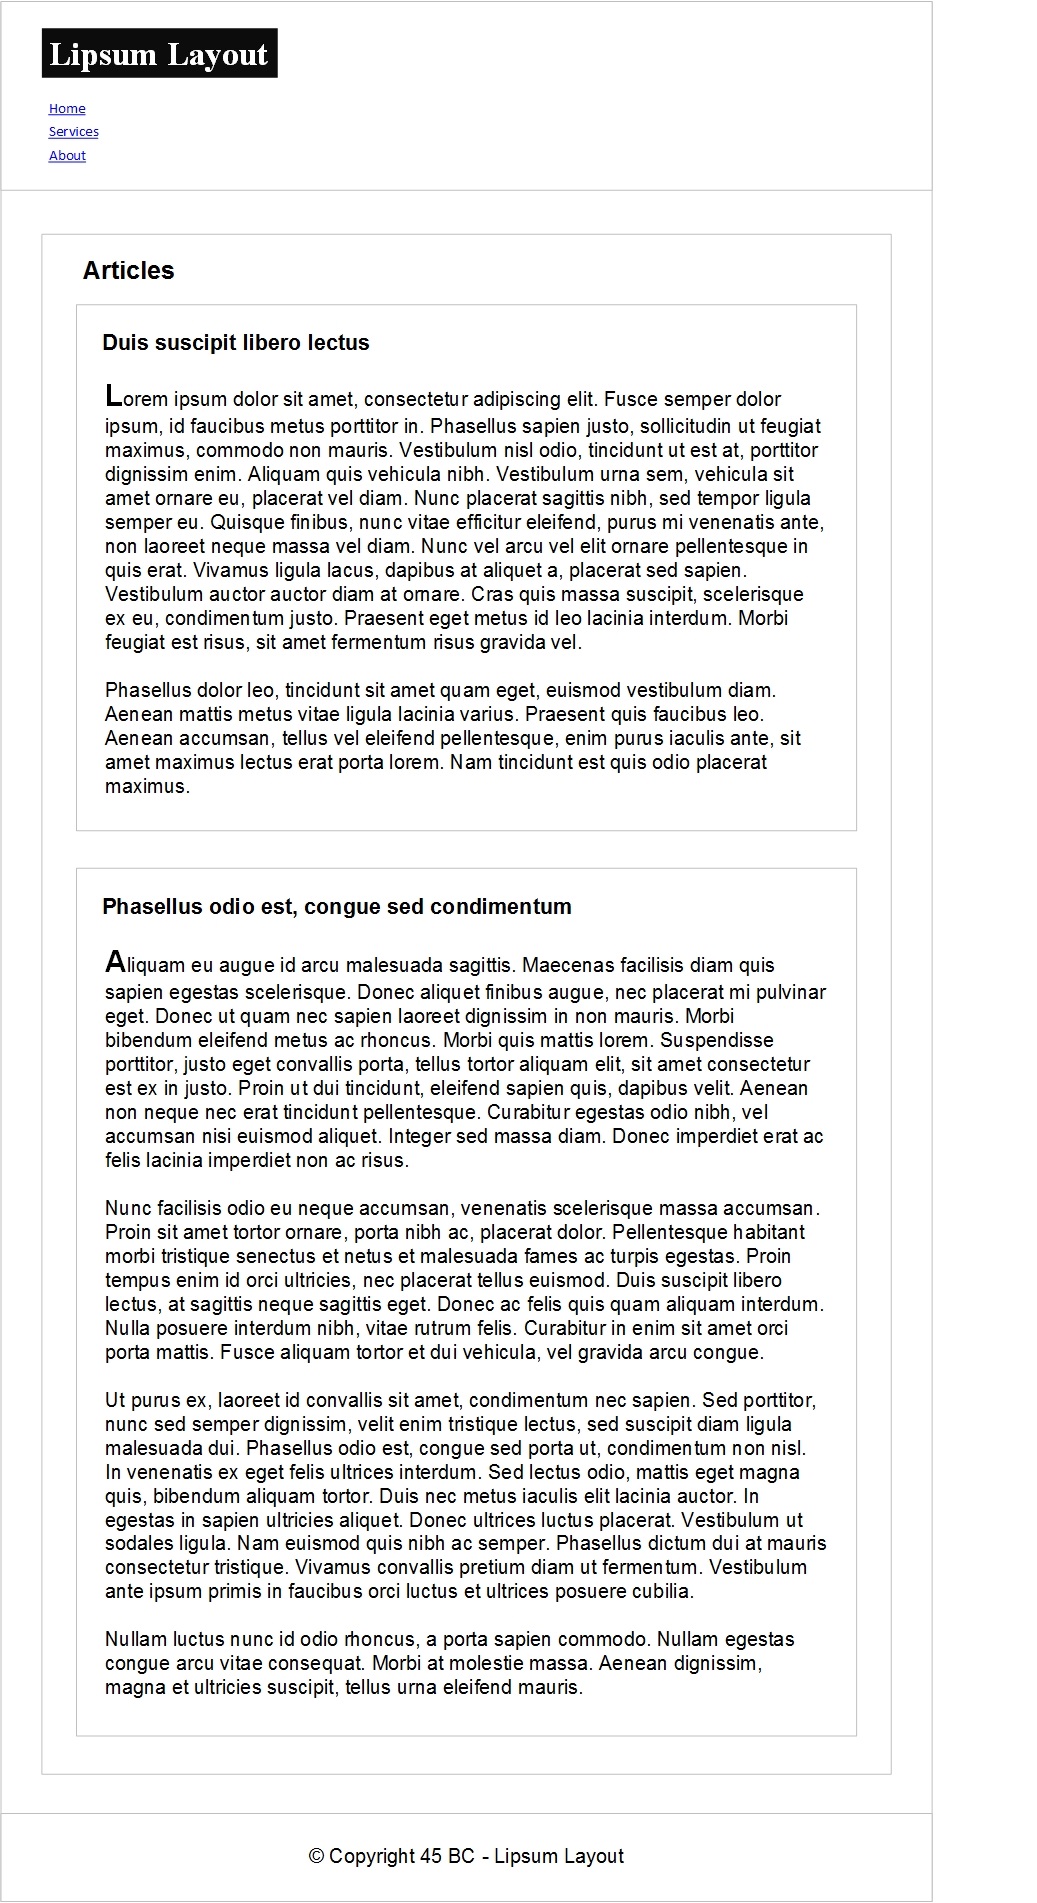 Lipsum Layout
Home
Services
About
Articles
Duis suscipit libero lectus
Lorem ipsum dolor sit amet, consectetur adipiscing elit. Fusce semper dolor
ipsum, id faucibus metus porttitor in. Phasellus sapien justo, sollicitudin ut feugiat
maximus, commodo non mauris. Vestibulum nisl odio, tincidunt ut est at, porttitor
dignissim enim. Aliquam quis vehicula nibh. Vestibulum urna sem, vehicula sit
amet ornare eu, placerat vel diam. Nunc placerat sagittis nibh, sed tempor ligula
semper eu. Quisque finibus, nunc vitae efficitur eleifend, purus mi venenatis ante,
non laoreet neque massa vel diam. Nunc vel arcu vel elit ornare pellentesque in
quis erat. Vivamus ligula lacus, dapibus at aliquet a, placerat sed sapien.
Vestibulum auctor auctor diam at ornare. Cras quis massa suscipit, scelerisque
ex eu, condimentum justo. Praesent eget metus id leo lacinia interdum. Morbi
feugiat est risus, sit amet fermentum risus gravida vel.
Phasellus dolor leo, tincidunt sit amet quam eget, euismod vestibulum diam.
Aenean mattis metus vitae ligula lacinia varius. Praesent quis faucibus leo.
Aenean accumsan, tellus vel eleifend pellentesque, enim purus iaculis ante, sit
amet maximus lectus erat porta lorem. Nam tincidunt est quis odio placerat
maximus.
Phasellus odio est, congue sed condimentum
Aliquam eu augue id arcu malesuada sagittis. Maecenas facilisis diam quis
sapien egestas scelerisque. Donec aliquet finibus augue, nec placerat mi pulvinar
eget. Donec ut quam nec sapien laoreet dignissim in non mauris. Morbi
bibendum eleifend metus ac rhoncus. Morbi quis mattis lorem. Suspendisse
porttitor, justo eget convallis porta, tellus tortor aliquam elit, sit amet consectetur
est ex in justo. Proin ut dui tincidunt, eleifend sapien quis, dapibus velit. Aenean
non neque nec erat tincidunt pellentesque. Curabitur egestas odio nibh, vel
accumsan nisi euismod aliquet. Integer sed massa diam. Donec imperdiet erat ac
felis lacinia imperdiet non ac risus.
Nunc facilisis odio eu neque accumsan, venenatis scelerisque massa accumsan.
Proin sit amet tortor ornare, porta nibh ac, placerat dolor. Pellentesque habitant
morbi tristique senectus et netus et malesuada fames ac turpis egestas. Proin
tempus enim id orci ultricies, nec placerat tellus euismod. Duis suscipit libero
lectus, at sagittis neque sagittis eget. Donec ac felis quis quam aliquam interdum.
Nulla posuere interdum nibh, vitae rutrum felis. Curabitur in enim sit amet orci
porta mattis. Fusce aliquam tortor et dui vehicula, vel gravida arcu congue.
Ut purus ex, laoreet id convallis sit amet, condimentum nec sapien. Sed porttitor,
nunc sed semper dignissim, velit enim tristique lectus, sed suscipit diam ligula
malesuada dui. Phasellus odio est, congue sed porta ut, condimentum non nisl.
In venenatis ex eget felis ultrices interdum. Sed lectus odio, mattis eget magna
quis, bibendum aliquam tortor. Duis nec metus iaculis elit lacinia auctor. In
egestas in sapien ultricies aliquet. Donec ultrices luctus placerat. Vestibulum ut
sodales ligula. Nam euismod quis nibh ac semper. Phasellus dictum dui at mauris
consectetur tristique. Vivamus convallis pretium diam ut fermentum. Vestibulum
ante ipsum primis in faucibus orci luctus et ultrices posuere cubilia.
Nullam luctus nunc id odio rhoncus, a porta sapien commodo. Nullam egestas
congue arcu vitae consequat. Morbi at molestie massa. Aenean dignissim,
magna et ultricies suscipit, tellus urna eleifend mauris.
© Copyright 45 BC - Lipsum Layout